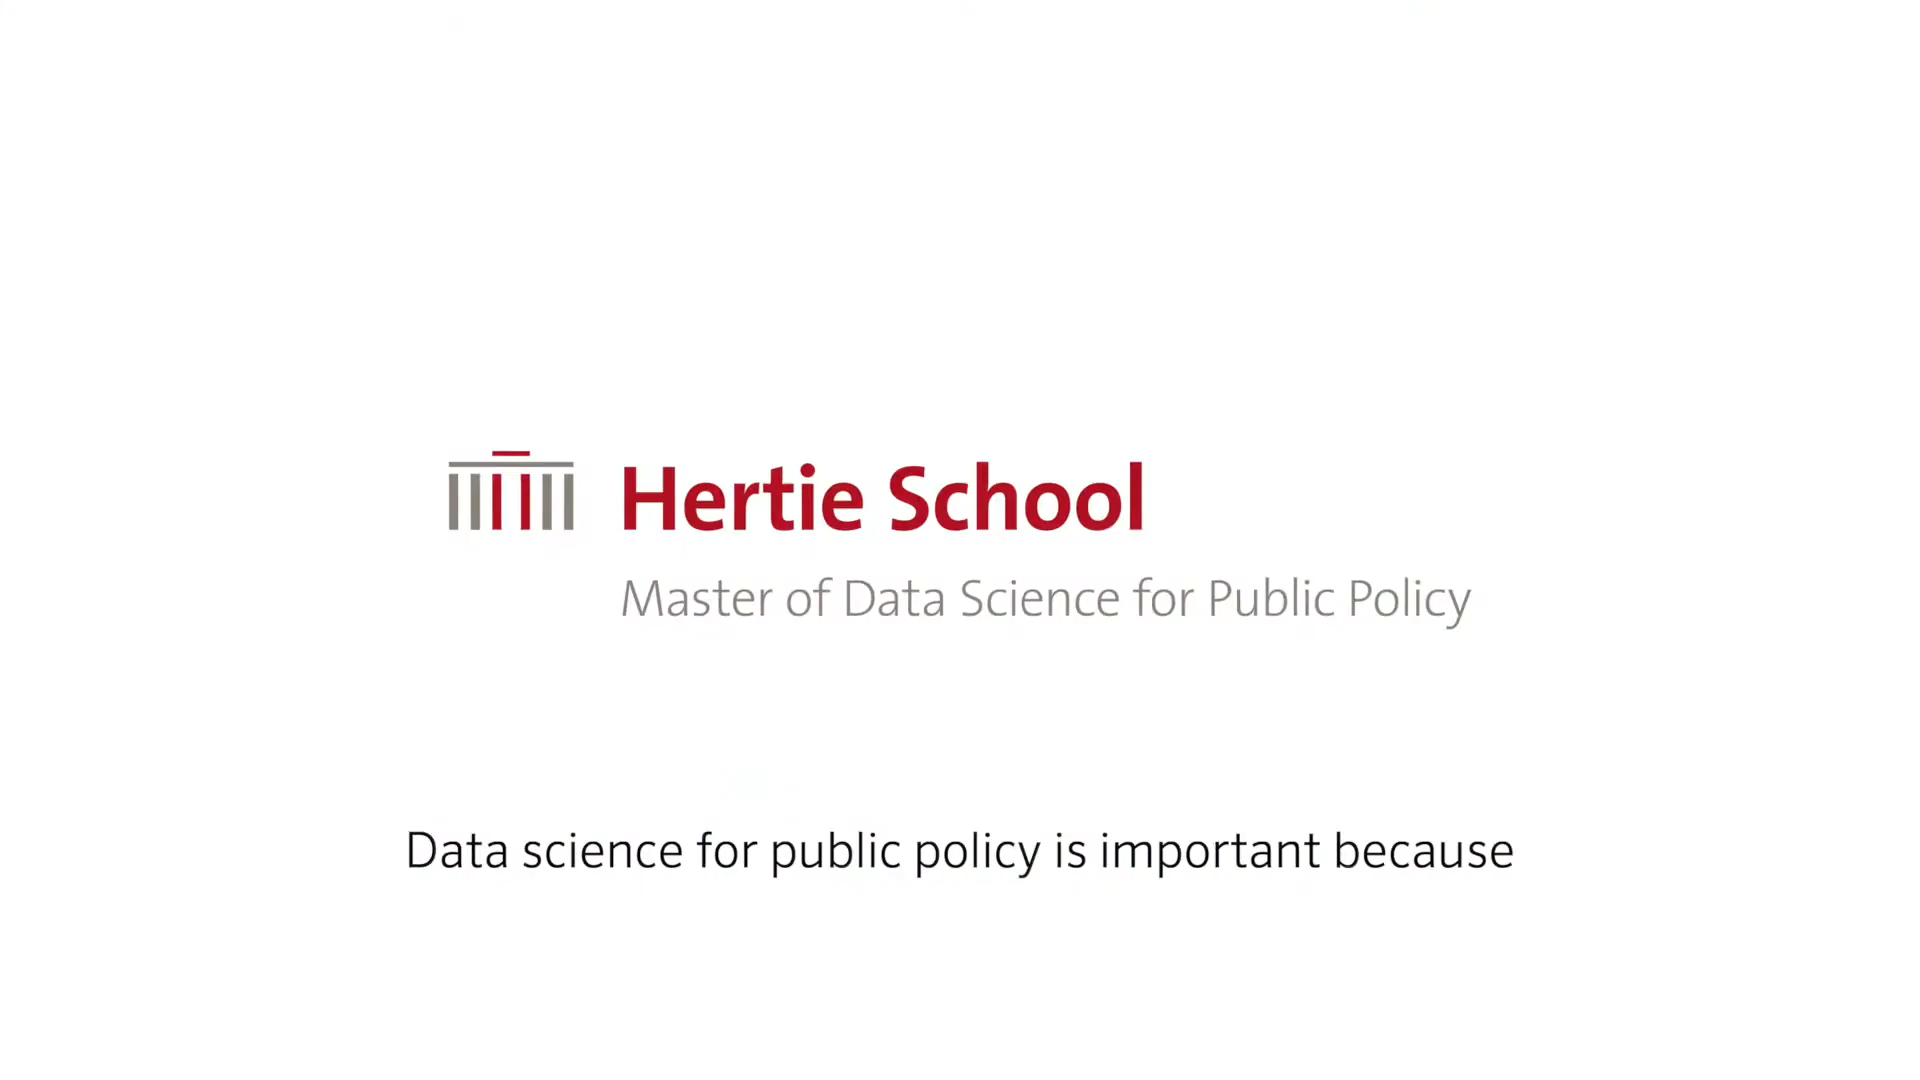 Hertie School
Master of Data Science for Public Policy
Data science for public policy is important because